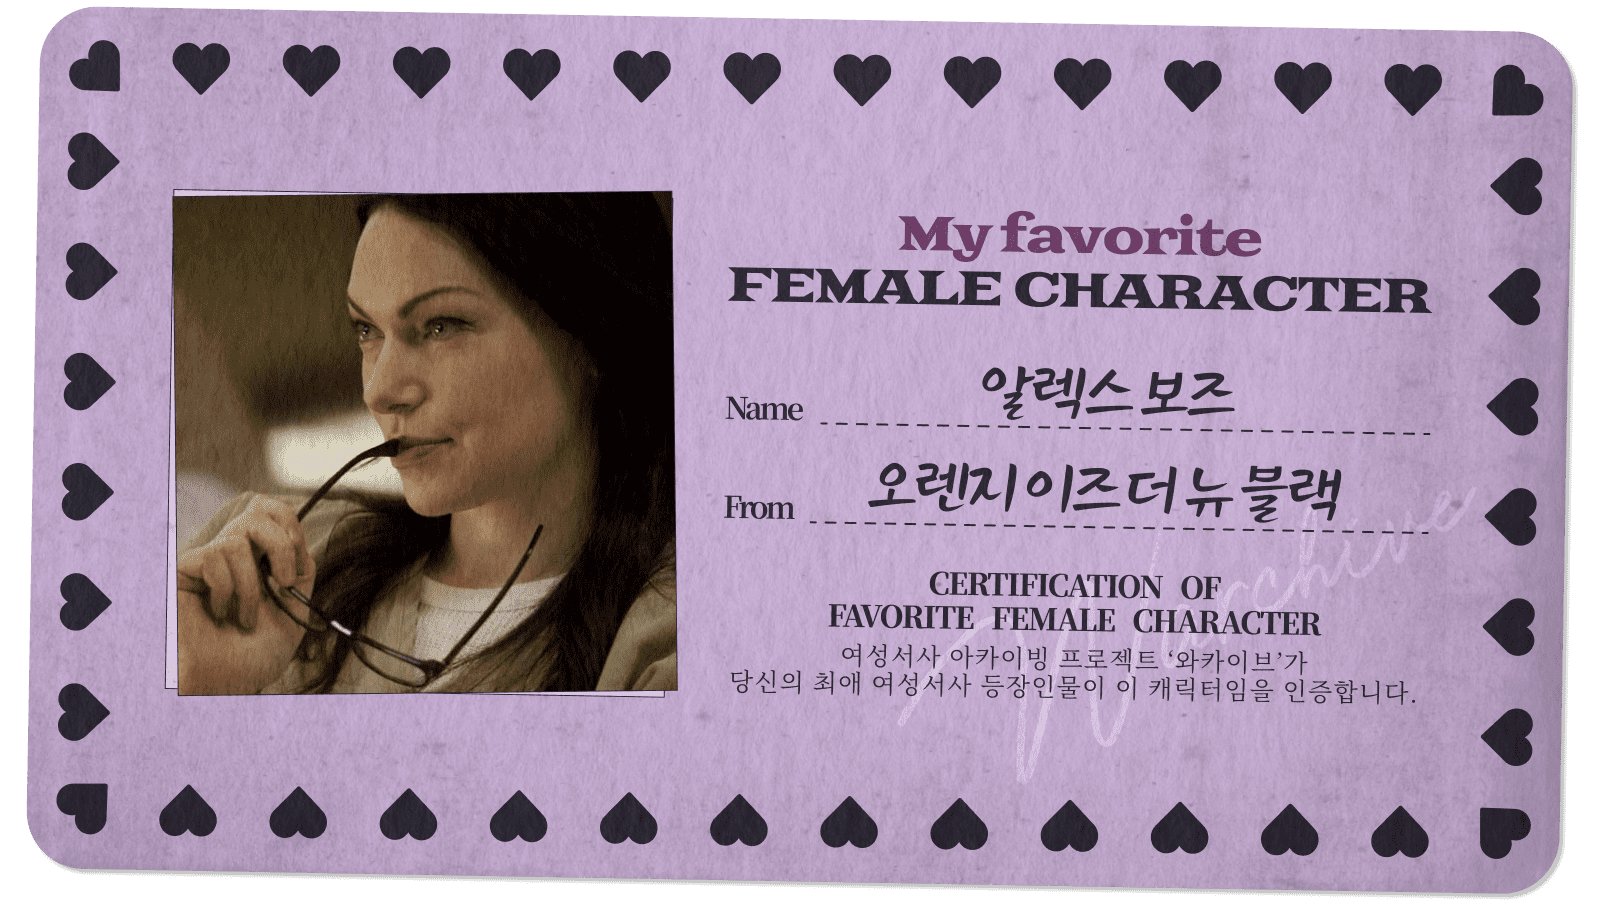 My favorite
FEMALE CHARACTER
Name 알렉스 보즈
From 오렌지 이즈 더 뉴 블랙
CERTIFICATION OF
FAVORITE FEMALE CHARACTER
여성서사 아카이빙 프로젝트 ‘와카이브’가
당신의 최애 여성서사 등장인물이 이 캐릭터임을 인증합니다.
Warchive